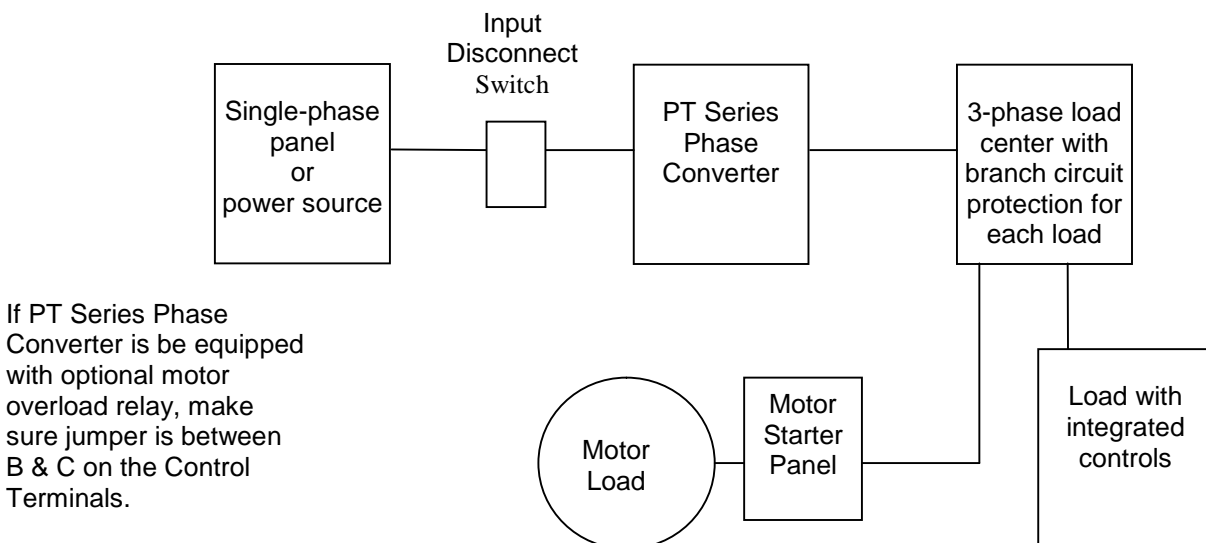 Input
Disconnect
Switch
Single-phase
panel
or
power source
PT Series
Phase
Converter
3-phase load
center with
branch circuit
protection for
each load
If PT Series Phase
Converter is be equipped
with optional motor
overload relay, make
sure jumper is between
B & C on the Control
Terminals.
Motor
Load
Motor
Starter
Panel
Load with
integrated
controls